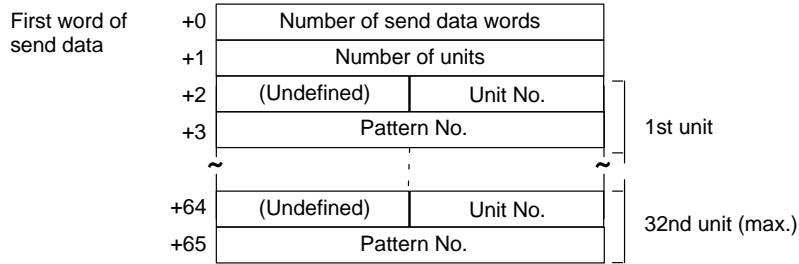 First word of
send data
+0 Number of send data words
+1 Number of units
+2 (Undefined) Unit No.
+3 Pattern No.
1st unit
~ ~
+64 (Undefined) Unit No.
+65 Pattern No.
32nd unit (max.)